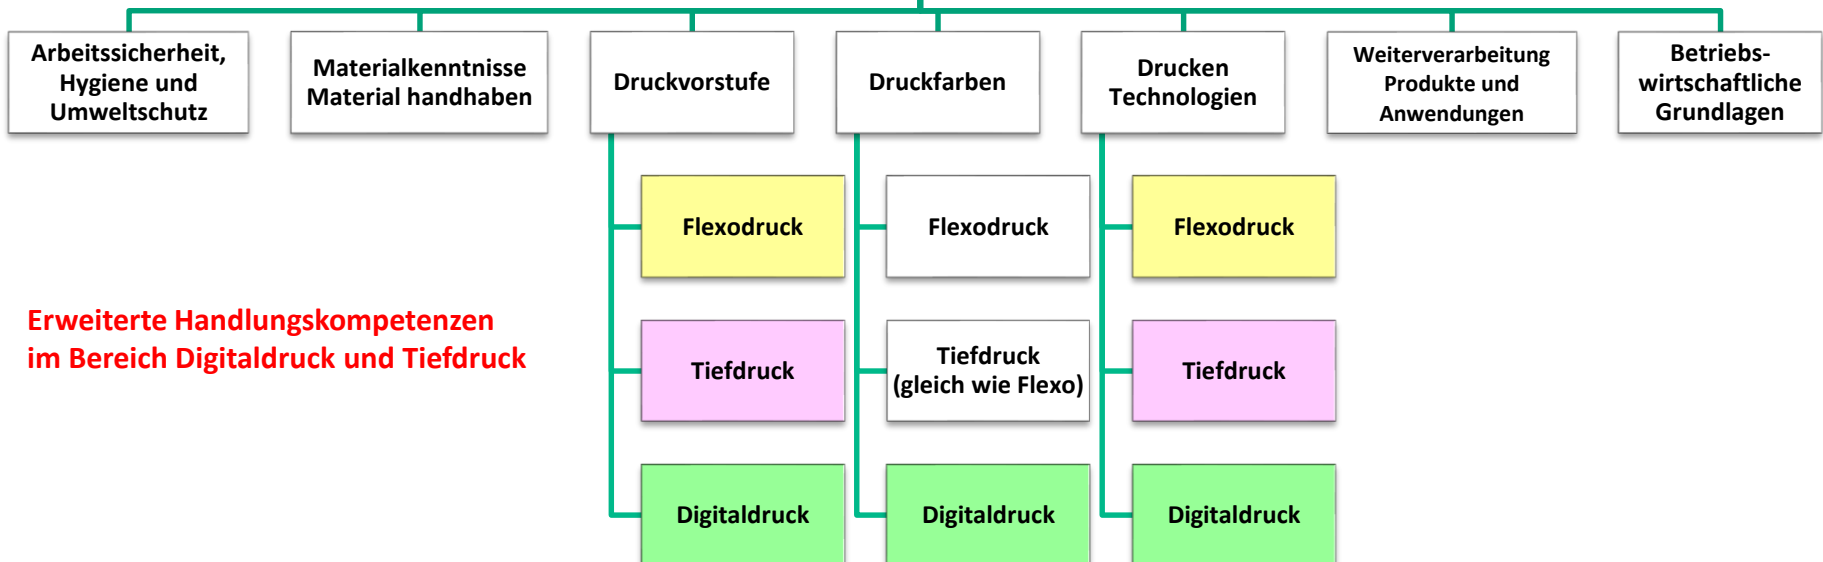 Arbeitssicherheit,
Hygiene und
Umweltschutz
Materialkenntnisse
Material handhaben
Druckvorstufe
Druckfarben
Drucken
Technologien
Weiterverarbeitung
Produkte und
Anwendungen
Betriebs-
wirtschaftliche
Grundlagen
Flexodruck
Flexodruck
Flexodruck
Erweiterte Handlungskompetenzen
im Bereich Digitaldruck und Tiefdruck
Tiefdruck
Tiefdruck
(gleich wie Flexo)
Tiefdruck
Digitaldruck
Digitaldruck
Digitaldruck